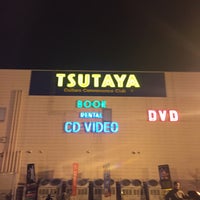 TSUTAYA
Culture Convenience Club
BOOK
RENTAL
DVD
CD VIDEO